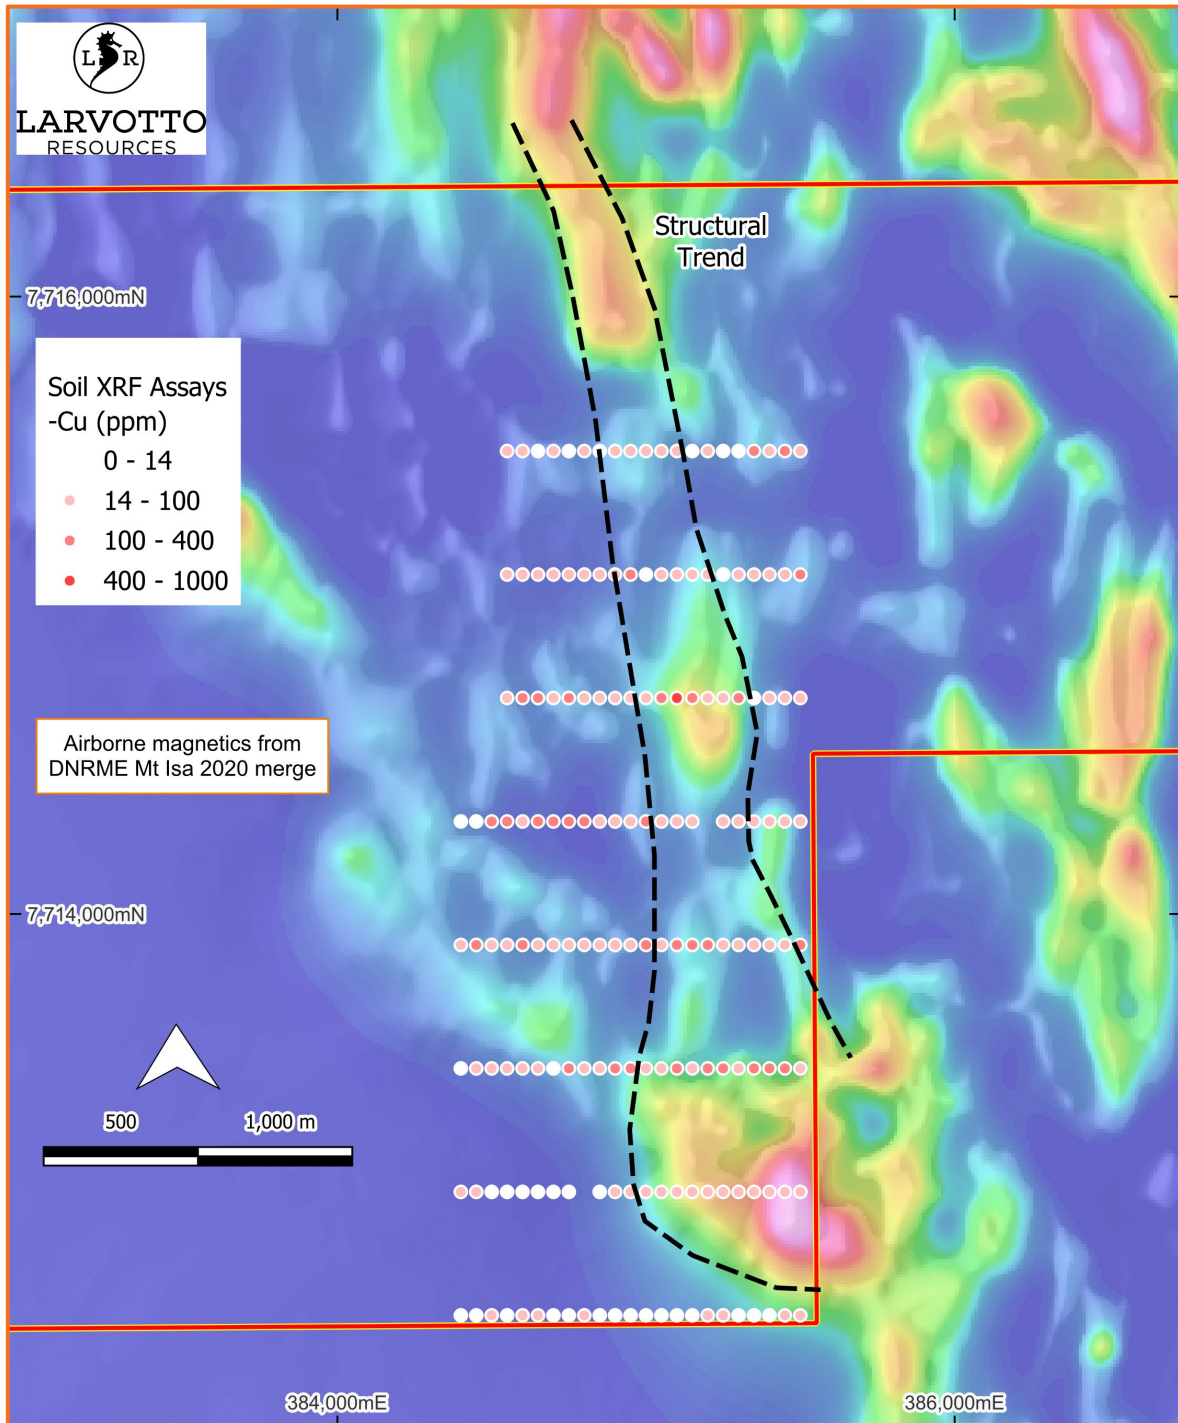 L R
LARVOTTO
RESOURCES
Structural
Trend
7,716,000mN
Soil XRF Assays
-Cu (ppm)
0 - 14
14 - 100
100 - 400
400 - 1000
Airborne magnetics from
DNRME Mt Isa 2020 merge
7,714,000mN
500 1,000 m
384,000mE 386,000mE